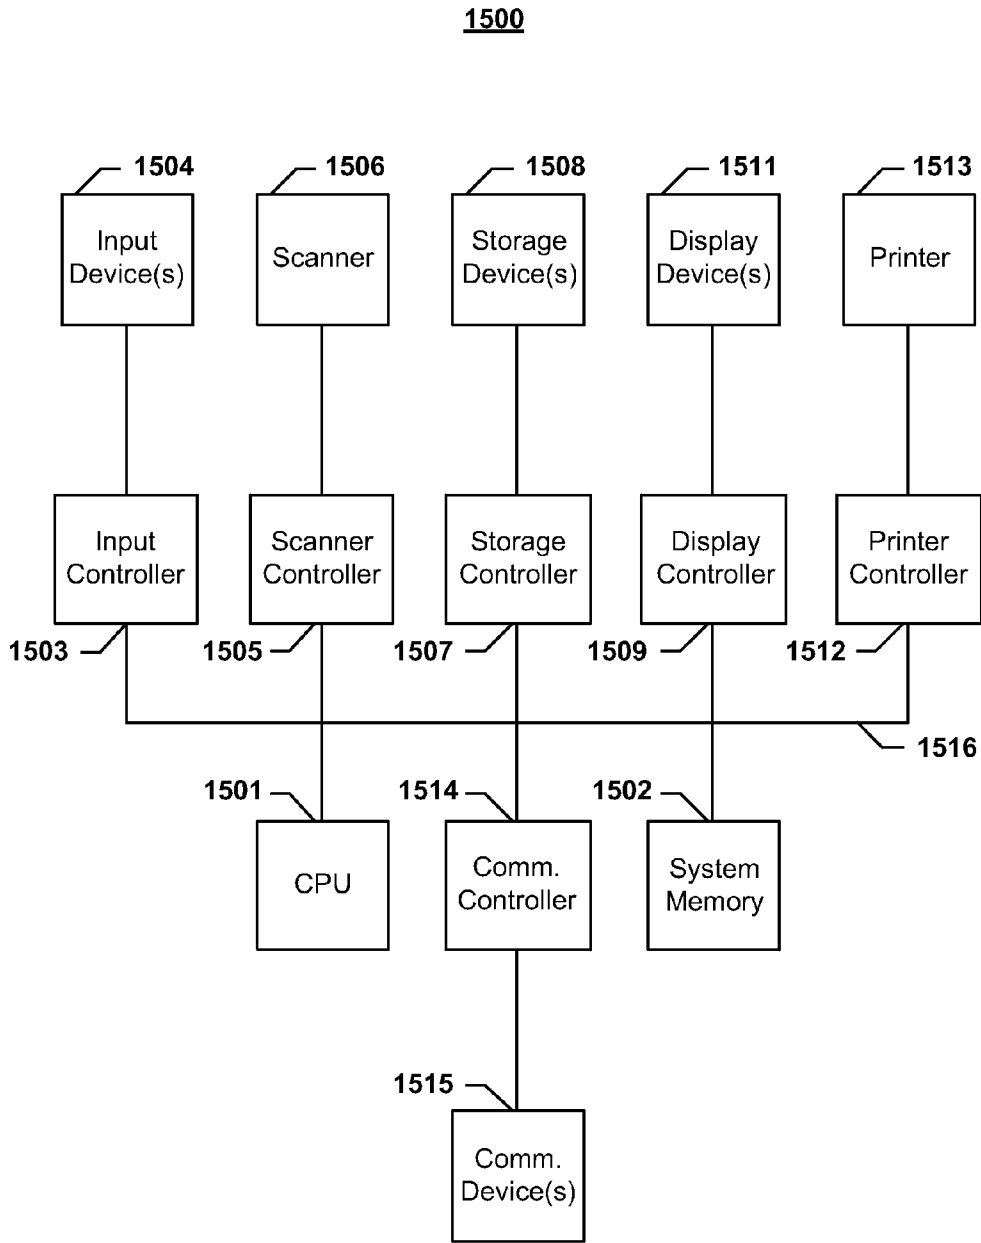 1500
1504
1506
1508
1511
1513
Input
Device(s)
Scanner
Storage
Device(s)
Display
Device(s)
Printer
Input
Controller
Scanner
Controller
Storage
Controller
Display
Controller
Printer
Controller
1503
1505
1507
1509
1512
1516
1501
1514
1502
CPU
Comm.
Controller
System
Memory
1515
Comm.
Device(s)